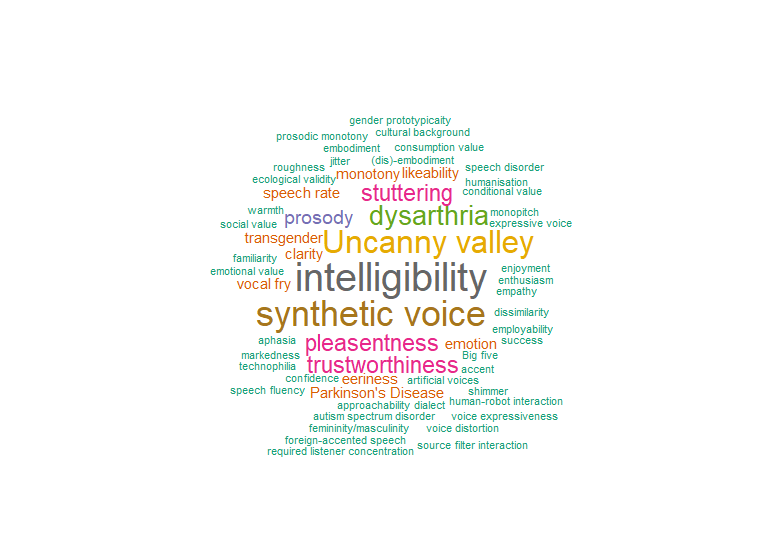 gender prototypicaity
prosodic monotony cultural background
embodiment consumption value
jitter (dis)-embodiment
roughness monotony likeability speech disorder
ecological validity humanisation
speech rate stuttering conditional value
warmth prosody dysarthria monopitch
social value expressive voice
transgender Uncanny valley
familiarity clarity
emotional value intelligibility enjoyment
vocal fry enthusiasm
empathy
synthetic voice dissimilarity
employability
aphasia pleasentness emotion success
markedness Big five
technophilia trustworthiness accent
confidence eeriness artificial voices
speech fluency Parkinson's Disease shimmer
approachability dialect human-robot interaction
autism spectrum disorder voice expressiveness
femininity/masculinity voice distortion
foreign-accented speech source filter interaction
required listener concentration